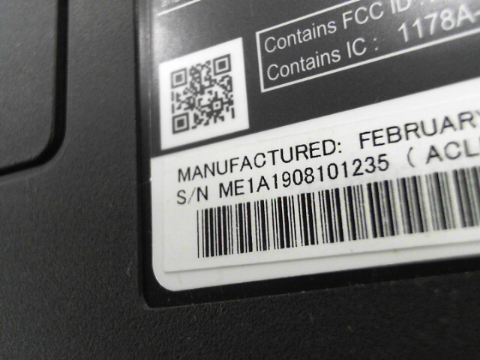 Contains FCC ID
Contains IC : 1178A-
MANUFACTURED: FEBRUARY
S/N ME1A1908101235 ( ACL